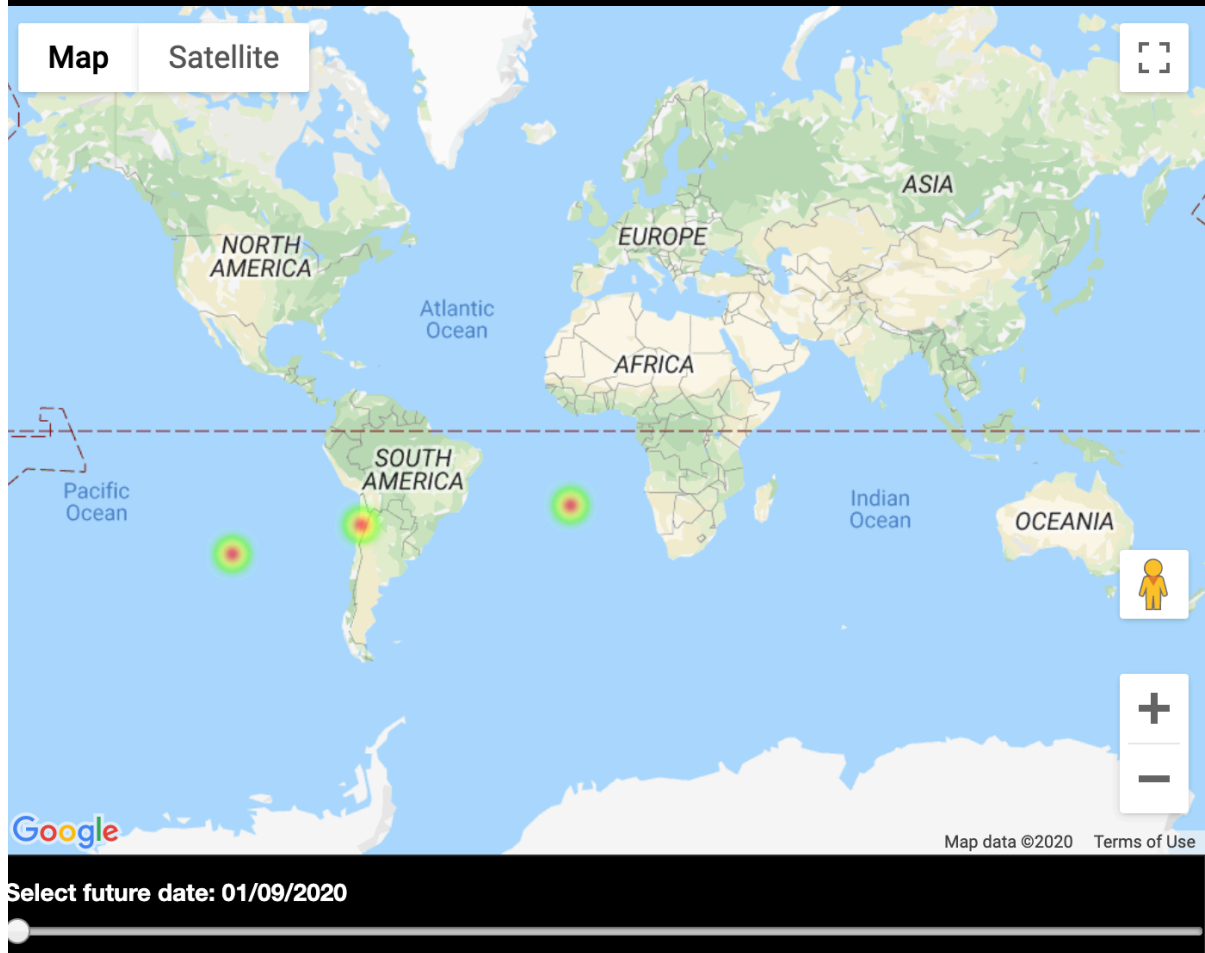 Map
Satellite
ASIA
EUROPE
NORTH
AMERICA
Atlantic
Ocean
AFRICA
SOUTH
AMERICA
Pacific
Ocean
Indian
Ocean
OCEANIA
Google
Map data ©2020
Terms of Use
Select future date: 01/09/2020